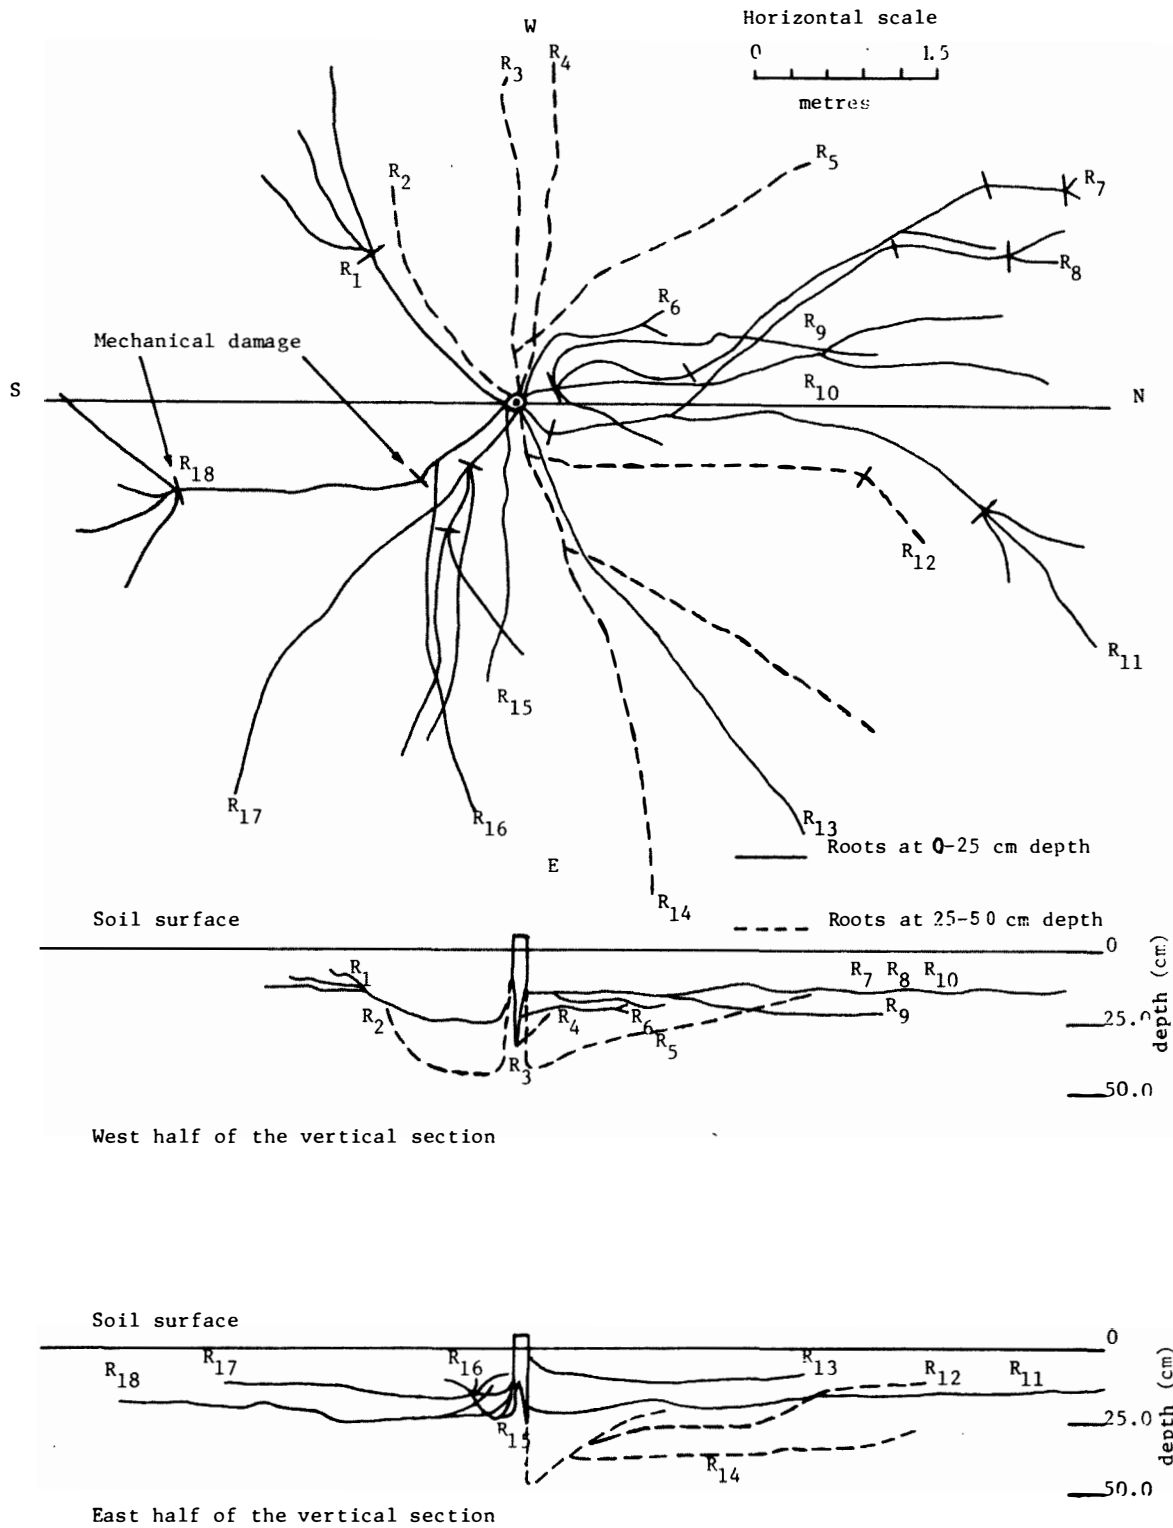 Horizontal scale
W
0 1.5
metres
R3
R4
R5
R2
R7
R1
R8
R6
R9
Mechanical damage
S
R10
N
R18
R12
R11
R15
R17
R16
R13
Roots at 0-25 cm depth
E
R14
Soil surface
Roots at 25-50 cm depth
0
R1
R7 R8 R10
R2
R4
R6
R9
25.0
R5
R3
50.0
depth (cm)
West half of the vertical section
Soil surface
0
R18
R17
R16
R13
R12
R11
25.0
R15
R14
50.0
depth (cm)
East half of the vertical section